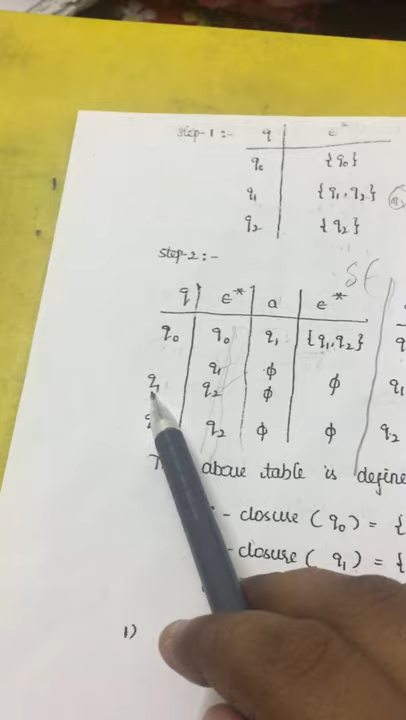 Step-1 :- q ε*
q₀ {q₀}
q₁ {q₁, q₂}
q₂ {q₂}
Step-2 :-
q ε* a ε*
q₀ q₀ q₁ {q₁, q₂}
q₁ ϕ
q₁ q₂ ϕ ϕ q₁
q₂ ϕ ϕ q₂
above table is define
- closure (q₀) = {
- closure (q₁) = {
1)